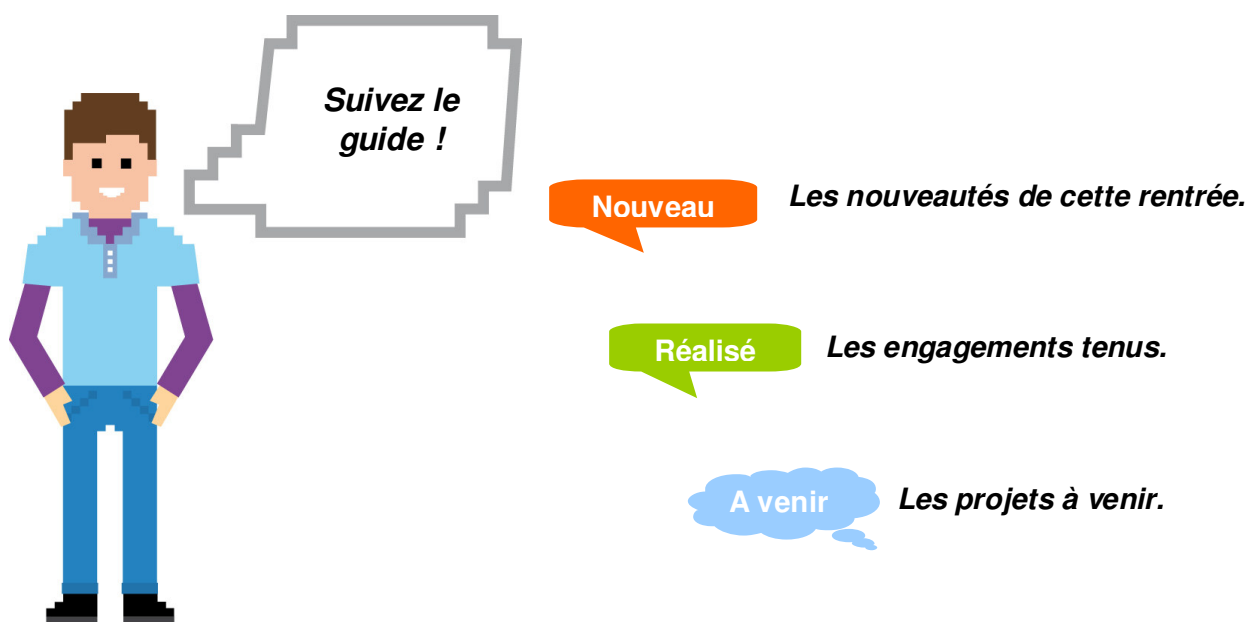 Suivez le
guide !
Nouveau
Les nouveautés de cette rentrée.
Réalisé
Les engagements tenus.
A venir
Les projets à venir.